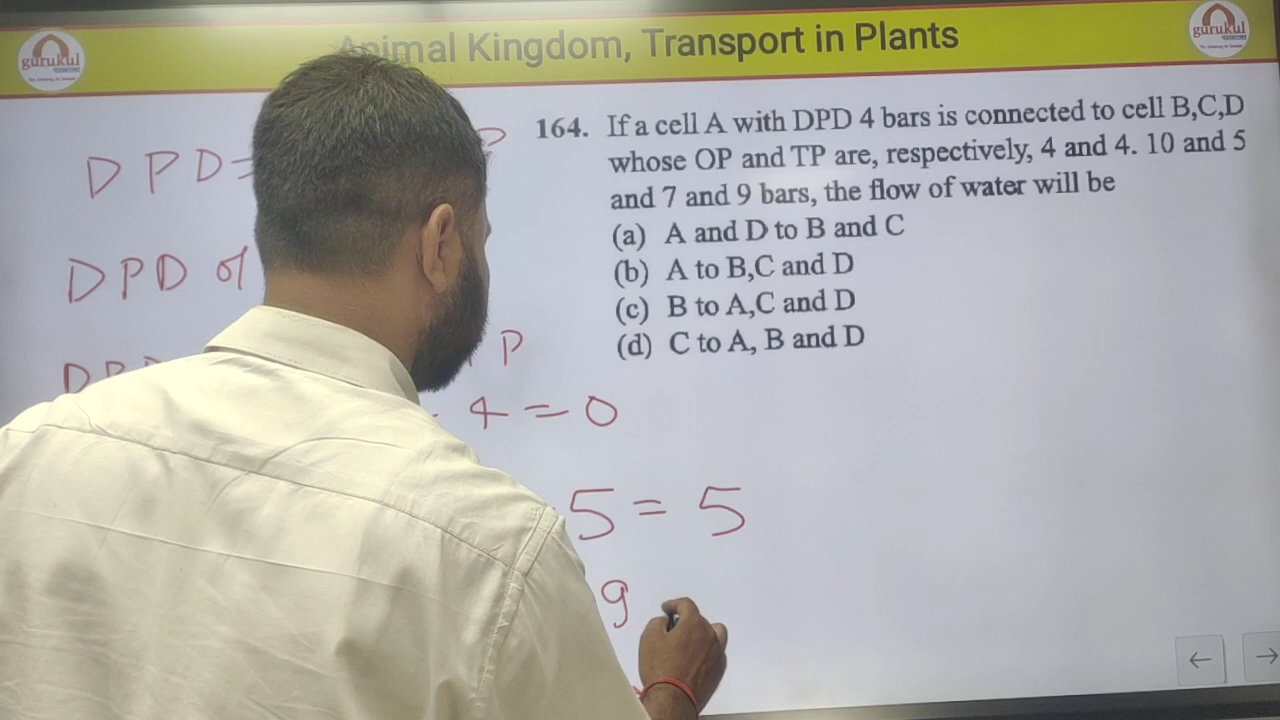 gurukul
Animal Kingdom, Transport in Plants
gurukul
164. If a cell A with DPD 4 bars is connected to cell B,C,D
whose OP and TP are, respectively, 4 and 4. 10 and 5
and 7 and 9 bars, the flow of water will be
(a) A and D to B and C
(b) A to B,C and D
(c) B to A,C and D
(d) C to A, B and D
DPD=
DPD of
P
4 = 0
5 = 5
9